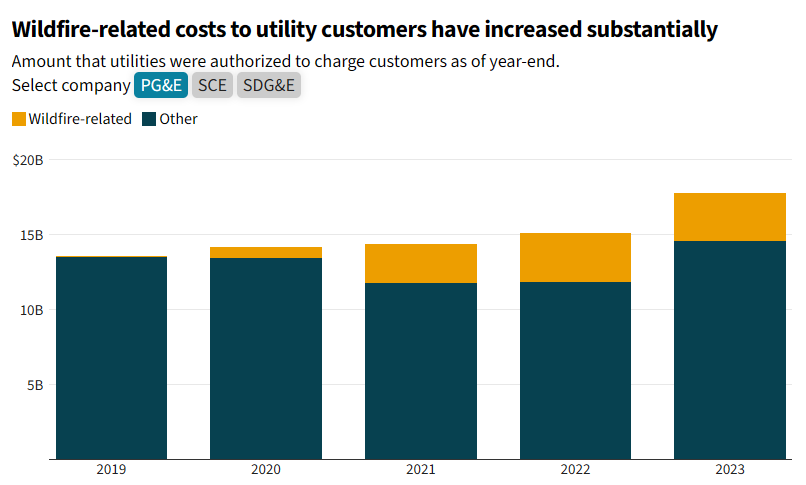 Wildfire-related costs to utility customers have increased substantially
Amount that utilities were authorized to charge customers as of year-end.
Select company PG&E SCE SDG&E
Wildfire-related Other
$20B
15B
10B
5B
2019 2020 2021 2022 2023